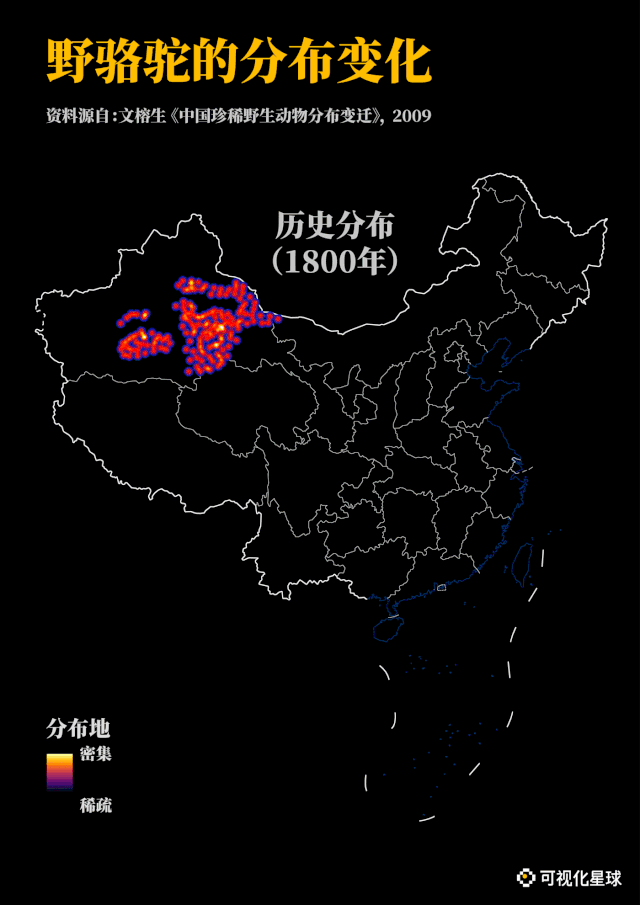 野骆驼的分布变化
资料源自:文榕生《中国珍稀野生动物分布变迁》, 2009
历史分布
(1800年)
分布地
密集
稀疏
可视化星球